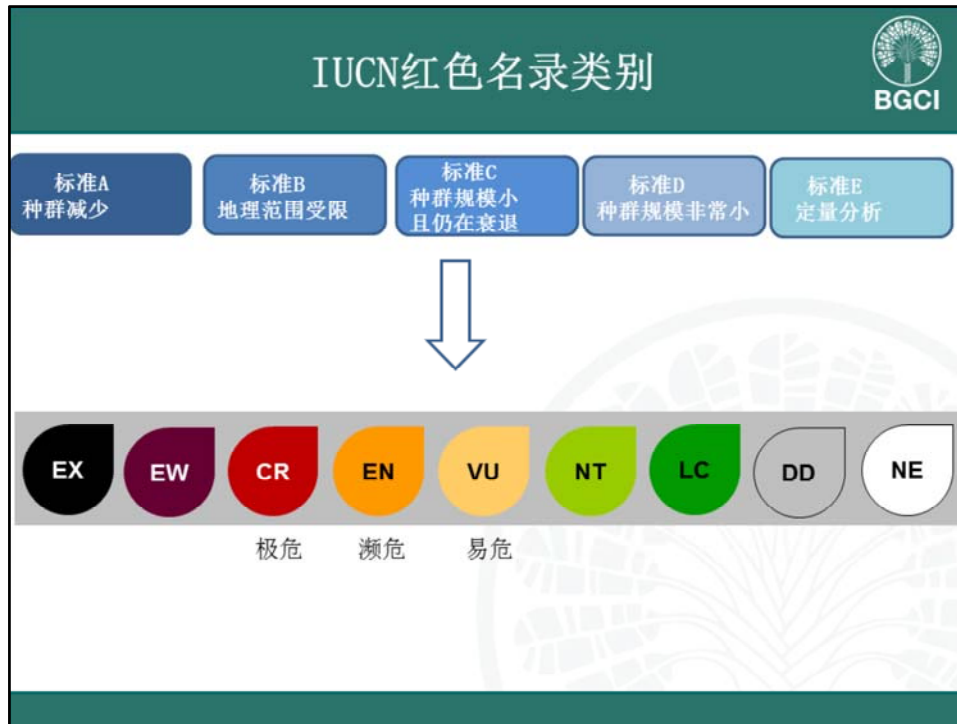 IUCN红色名录类别
BGCI
标准A
种群减少
标准B
地理范围受限
标准C
种群规模小
且仍在衰退
标准D
种群规模非常小
标准E
定量分析
EX EW CR EN VU NT LC DD NE
极危 濒危 易危